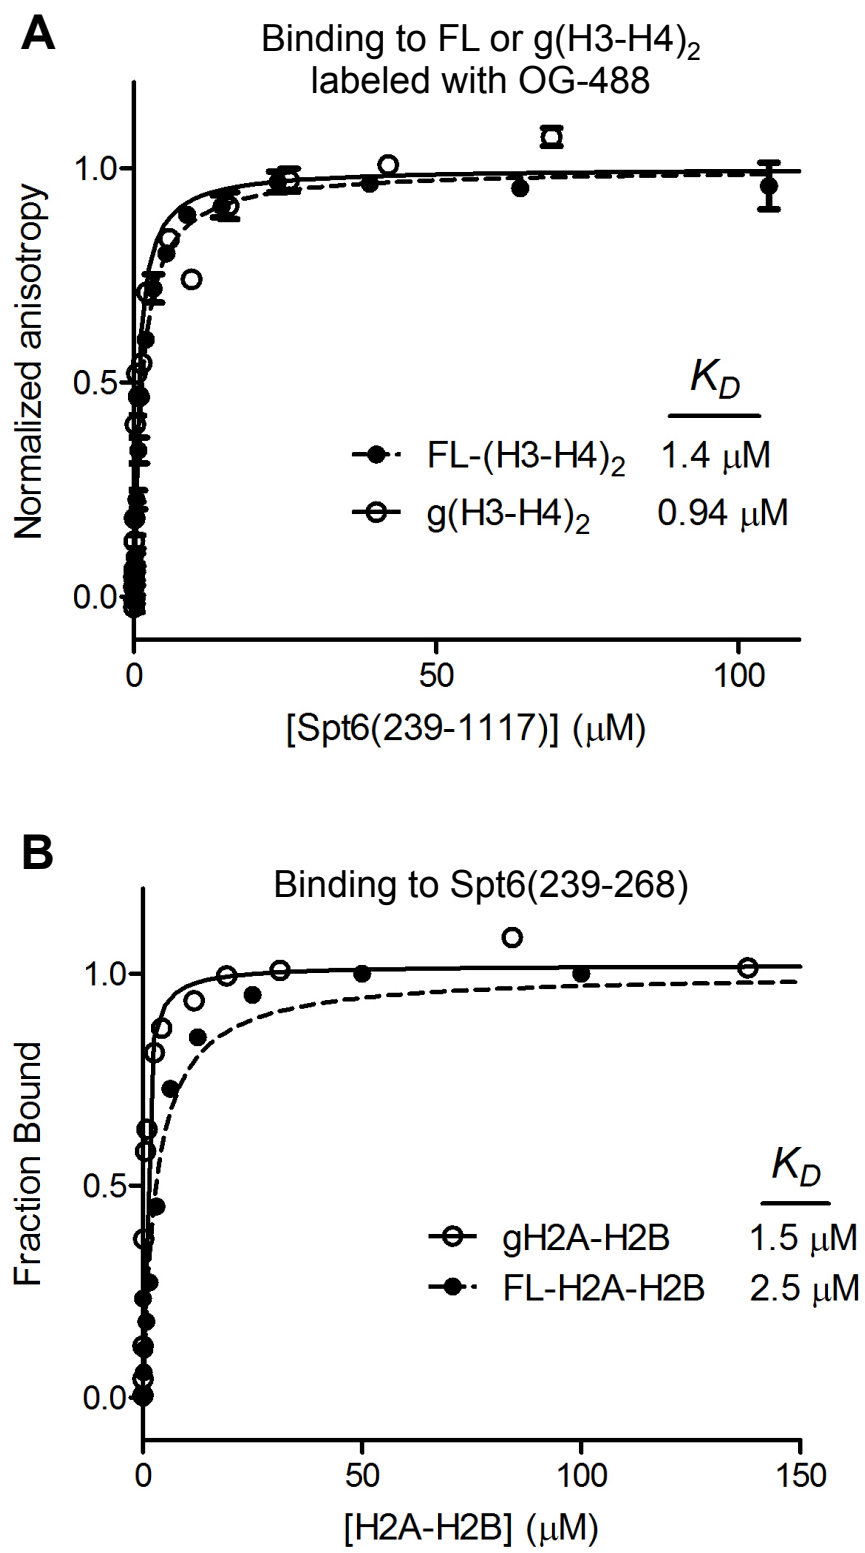 A
Binding to FL or g(H3-H4)2
labeled with OG-488
Normalized anisotropy
1.0
0.5
0.0
KD
FL-(H3-H4)2 1.4 μM
g(H3-H4)2 0.94 μM
0 50 100
[Spt6(239-1117)] (μM)
B
Binding to Spt6(239-268)
Fraction Bound
1.0
0.5
0.0
KD
gH2A-H2B 1.5 μM
FL-H2A-H2B 2.5 μM
0 50 100 150
[H2A-H2B] (μM)